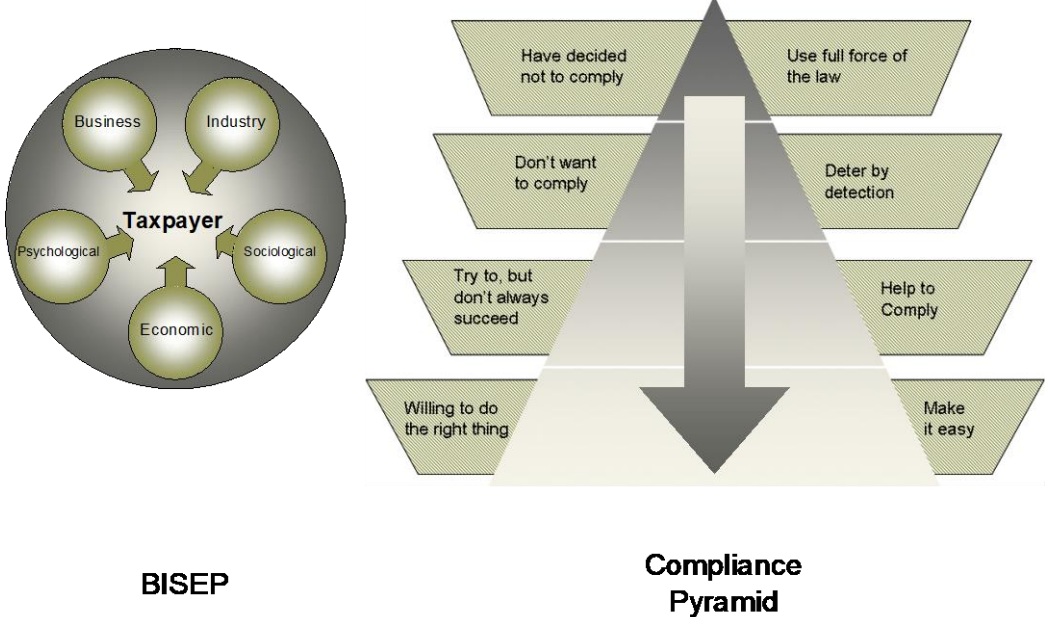 Business
Industry
Taxpayer
Psychological
Sociological
Economic
BISEP
Have decided
not to comply
Use full force of
the law
Don't want
to comply
Deter by
detection
Try to, but
don't always
succeed
Help to
Comply
Willing to do
the right thing
Make
it easy
Compliance
Pyramid